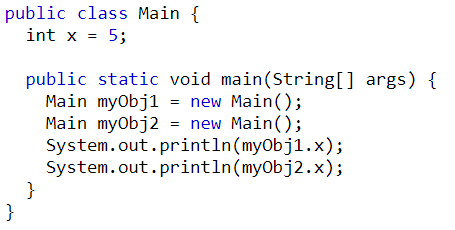 public class Main {
  int x = 5;

  public static void main(String[] args) {
    Main myObj1 = new Main();
    Main myObj2 = new Main();
    System.out.println(myObj1.x);
    System.out.println(myObj2.x);
  }
}